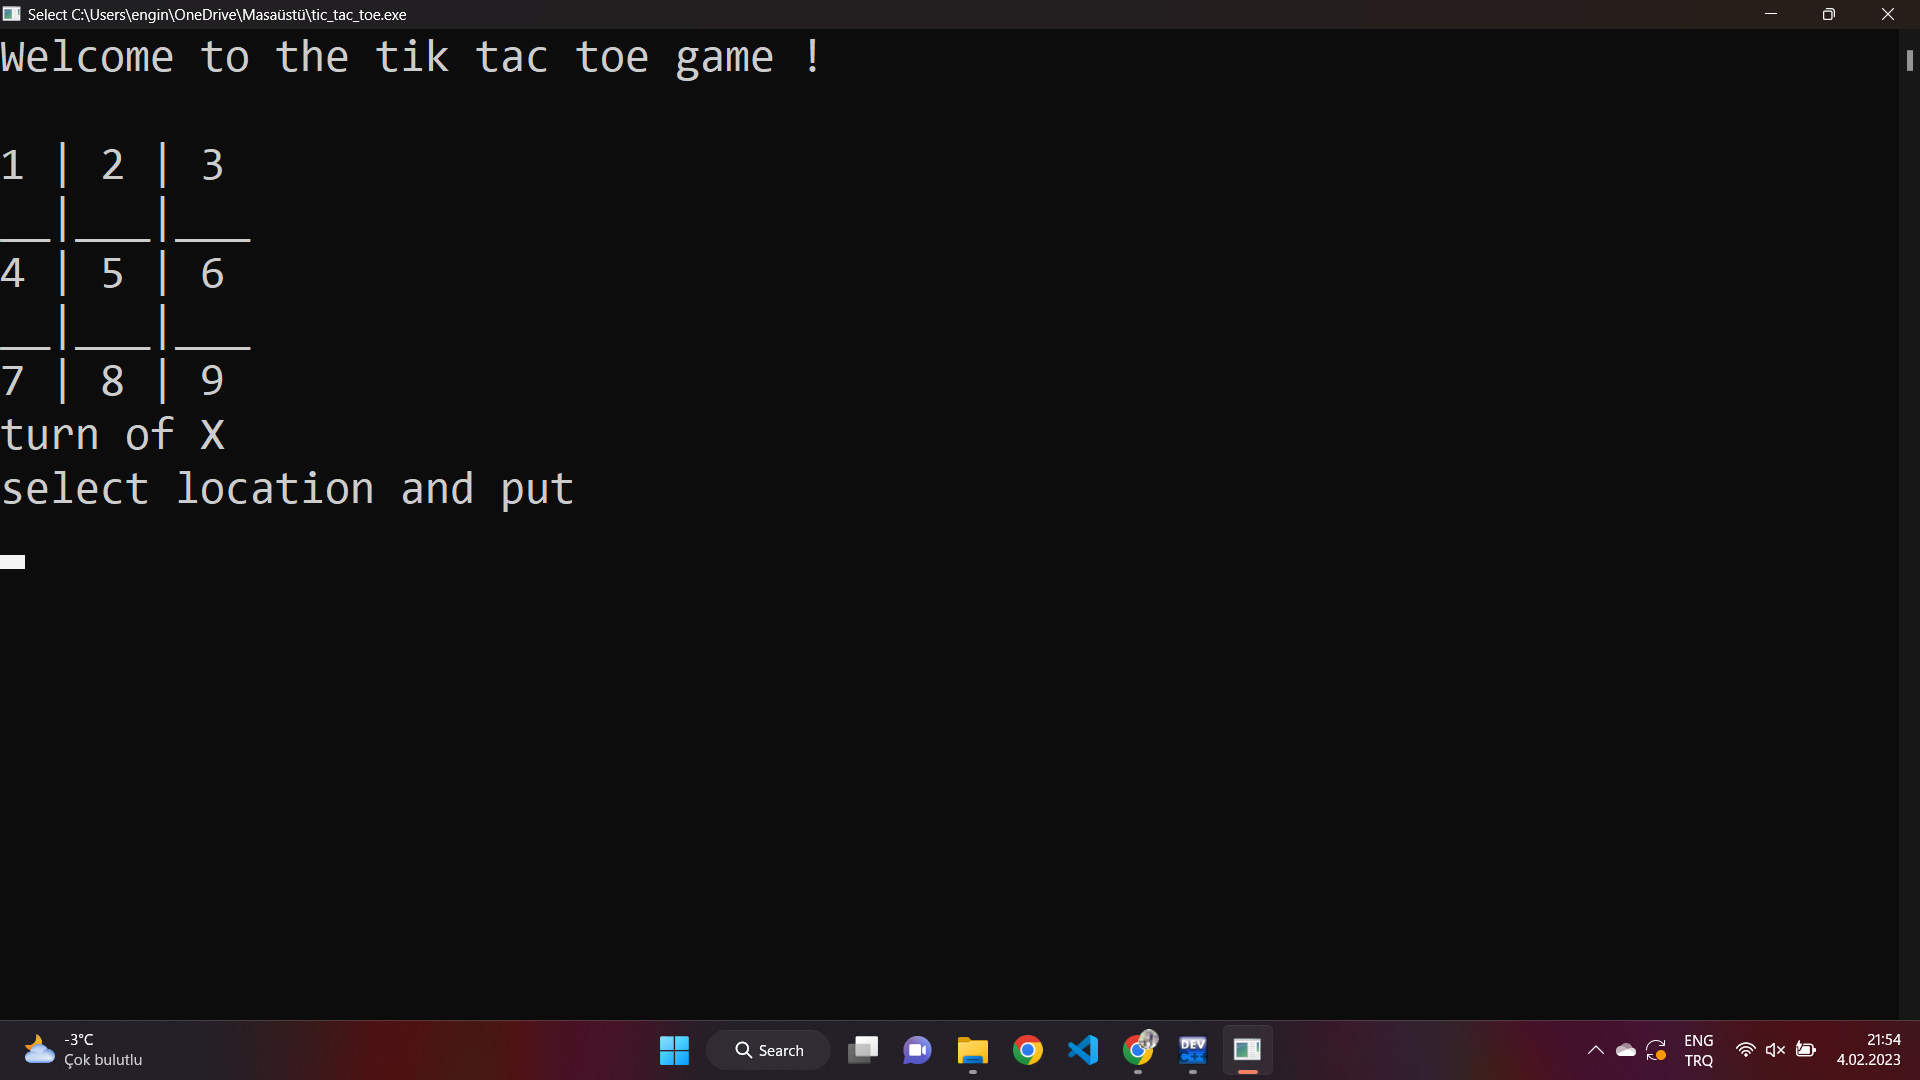 Select C:\Users\engin\OneDrive\Masaüstü\tic_tac_toe.exe
Welcome to the tik tac toe game !
1 | 2 | 3
__|___|___
4 | 5 | 6
__|___|___
7 | 8 | 9
turn of X
select location and put
-3°C
Çok bulutlu
Search
DEV
C++
ENG
TRQ
21:54
4.02.2023